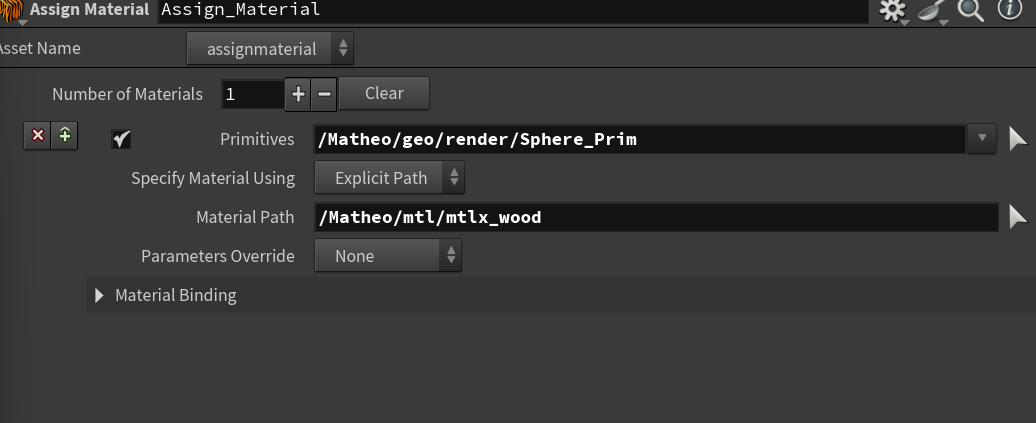 Assign Material Assign_Material
Asset Name assignmaterial
Number of Materials 1 + - Clear
Primitives /Matheo/geo/render/Sphere_Prim
Specify Material Using Explicit Path
Material Path /Matheo/mtl/mtlx_wood
Parameters Override None
Material Binding